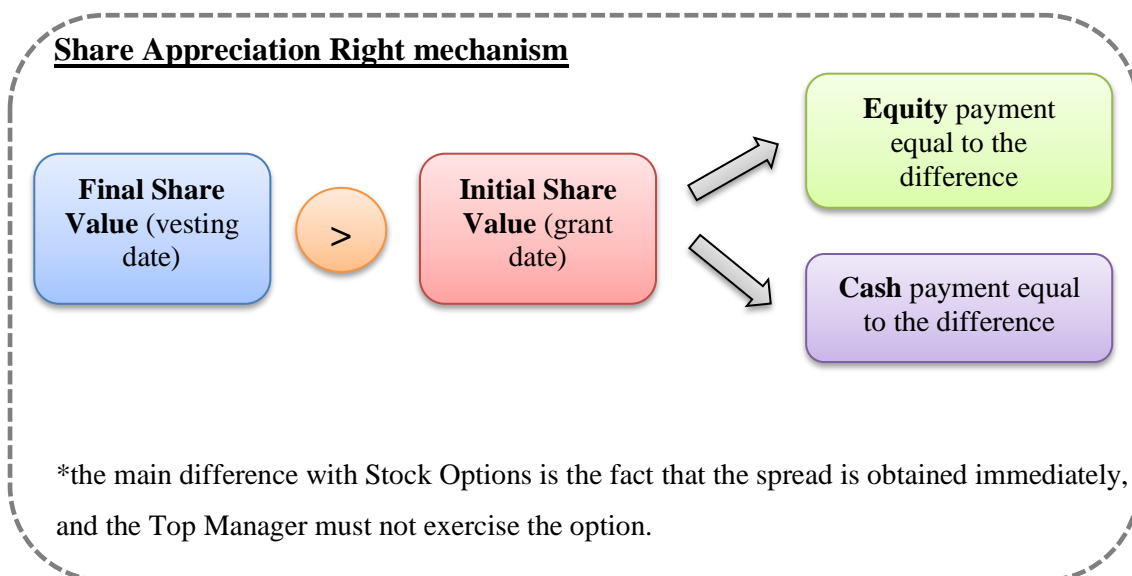 Share Appreciation Right mechanism
Final Share
Value (vesting
date)
>
Initial Share
Value (grant
date)
Equity payment
equal to the
difference
Cash payment equal
to the difference
*the main difference with Stock Options is the fact that the spread is obtained immediately,
and the Top Manager must not exercise the option.